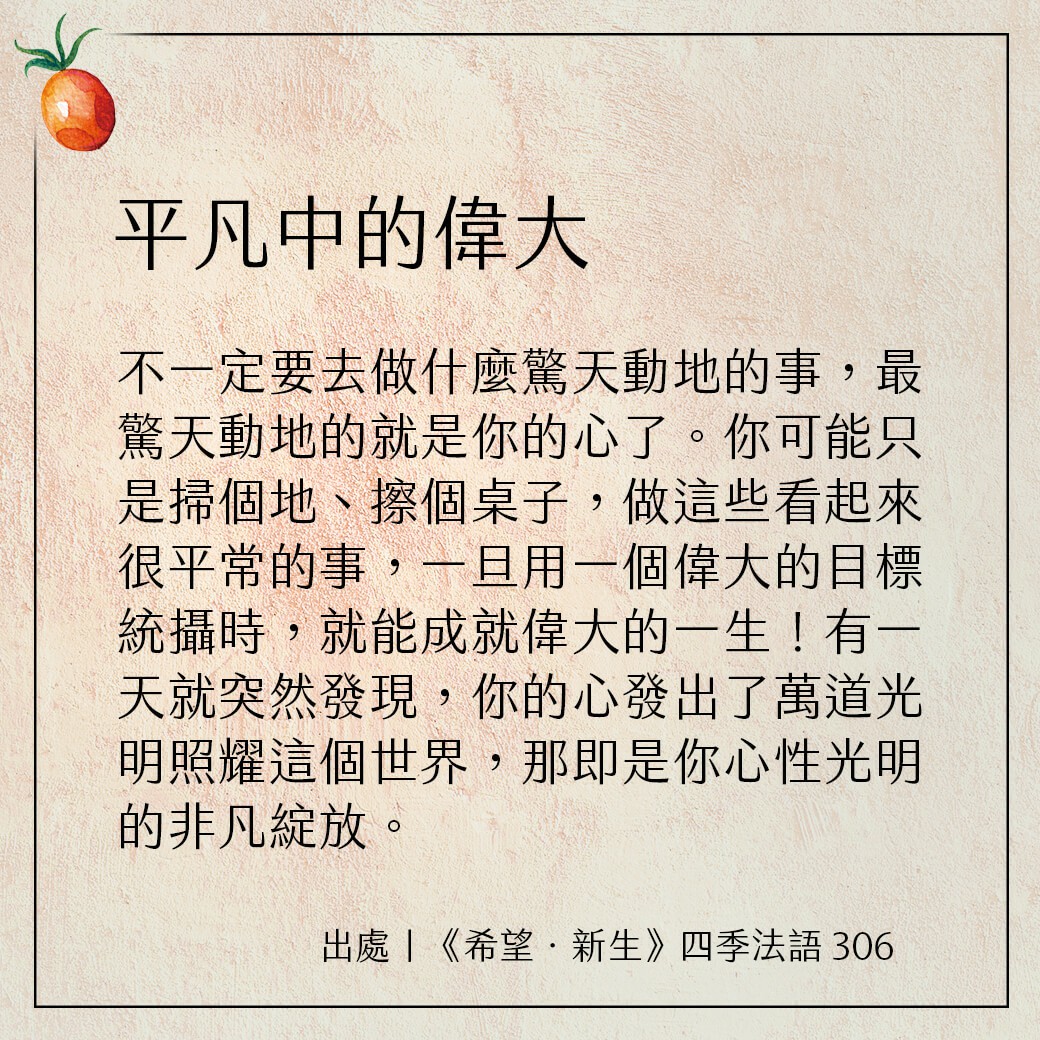 平凡中的偉大
不一定要去做什麼驚天動地的事，最
驚天動地的就是你的心了。你可能只
是掃個地、擦個桌子，做這些看起來
很平常的事，一旦用一個偉大的目標
統攝時，就能成就偉大的一生！有一
天就突然發現，你的心發出了萬道光
明照耀這個世界，那即是你心性光明
的非凡綻放。
出處｜《希望．新生》四季法語 306